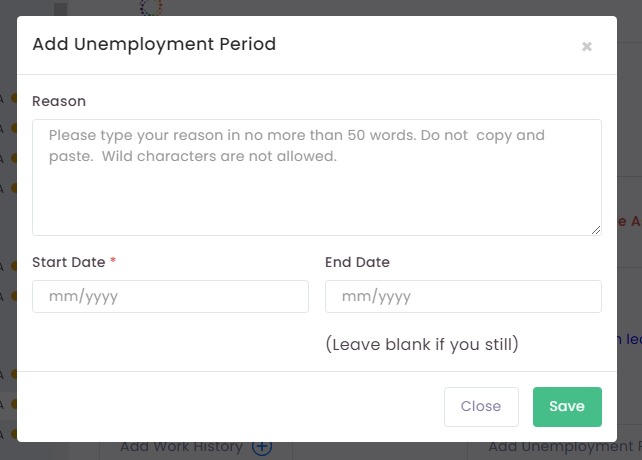 Add Unemployment Period
×
Reason
Please type your reason in no more than 50 words. Do not  copy and
paste.  Wild characters are not allowed.
Start Date *
End Date
mm/yyyy
mm/yyyy
(Leave blank if you still)
Close
Save
Add Work History
Add Unemployment